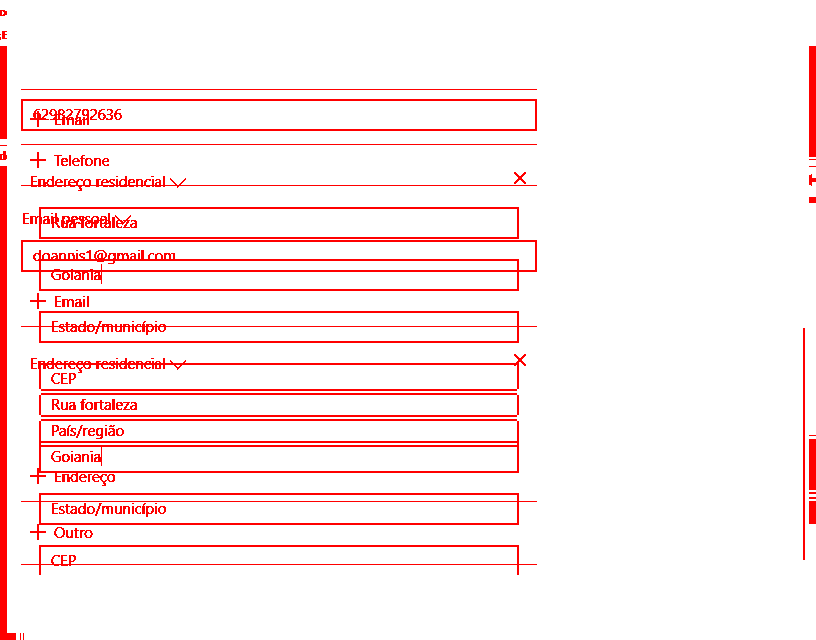 62982792636
Email
Telefone
Endereço residencial
Email pessoal
Rua fortaleza
doannis1@gmail.com
Goiania
Email
Estado/município
Endereço residencial
CEP
Rua fortaleza
País/região
Goiania
Endereço
Estado/município
Outro
CEP